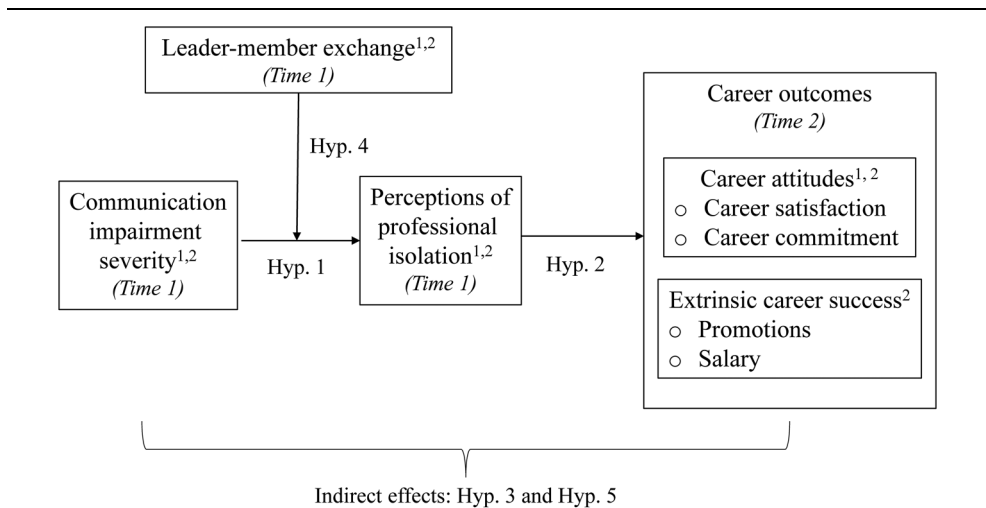 Leader-member exchange1,2
(Time 1)
Hyp. 4
Communication
impairment
severity1,2
(Time 1)
Hyp. 1
Perceptions of
professional
isolation1,2
(Time 1)
Hyp. 2
Career outcomes
(Time 2)
Career attitudes1, 2
○ Career satisfaction
○ Career commitment
Extrinsic career success2
○ Promotions
○ Salary
Indirect effects: Hyp. 3 and Hyp. 5